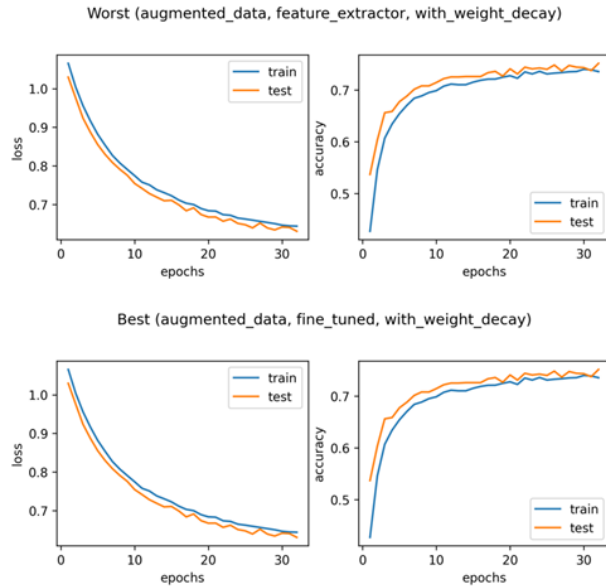 Worst (augmented_data, feature_extractor, with_weight_decay)
1.0
0.9
0.8
0.7
loss
0 10 20 30
epochs
train
test
0.7
0.6
0.5
accuracy
0 10 20 30
epochs
train
test
Best (augmented_data, fine_tuned, with_weight_decay)
1.0
0.9
0.8
0.7
loss
0 10 20 30
epochs
train
test
0.7
0.6
0.5
accuracy
0 10 20 30
epochs
train
test